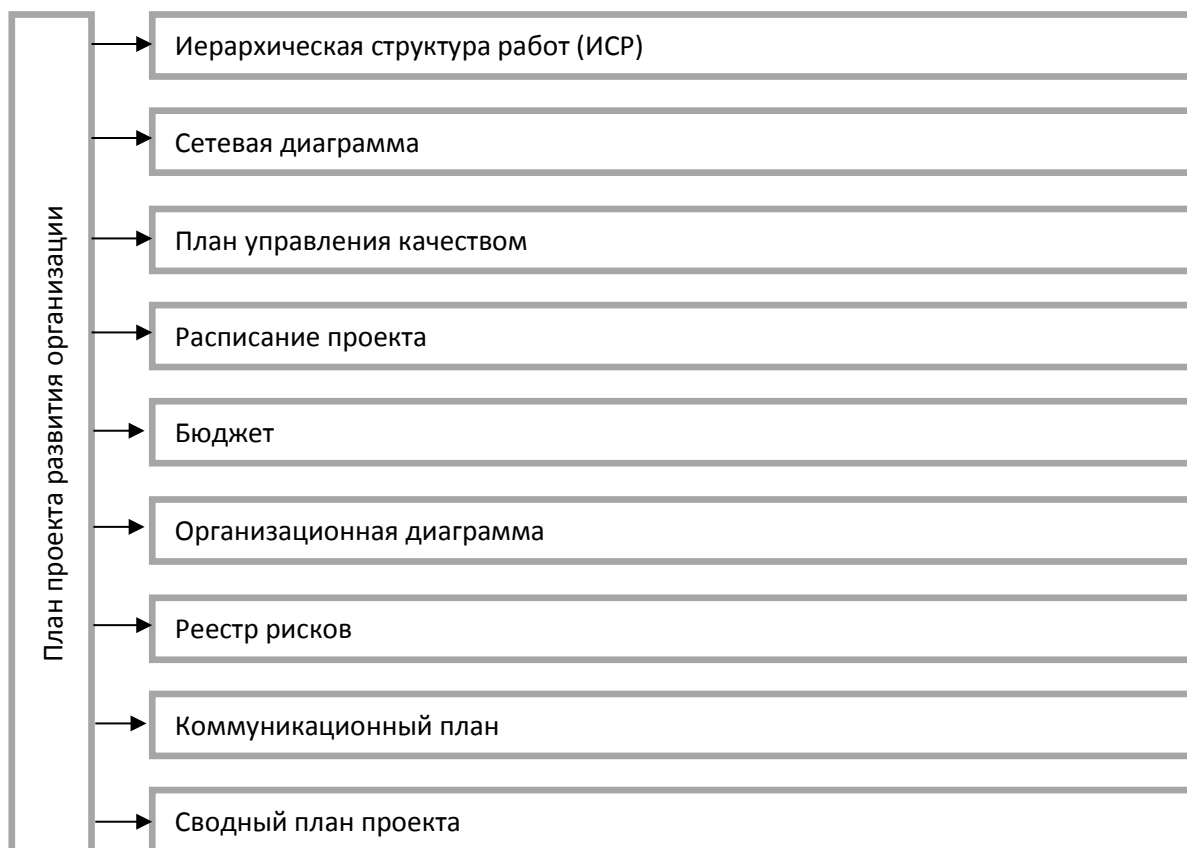 План проекта развития организации
Иерархическая структура работ (ИСР)
Сетевая диаграмма
План управления качеством
Расписание проекта
Бюджет
Организационная диаграмма
Реестр рисков
Коммуникационный план
Сводный план проекта